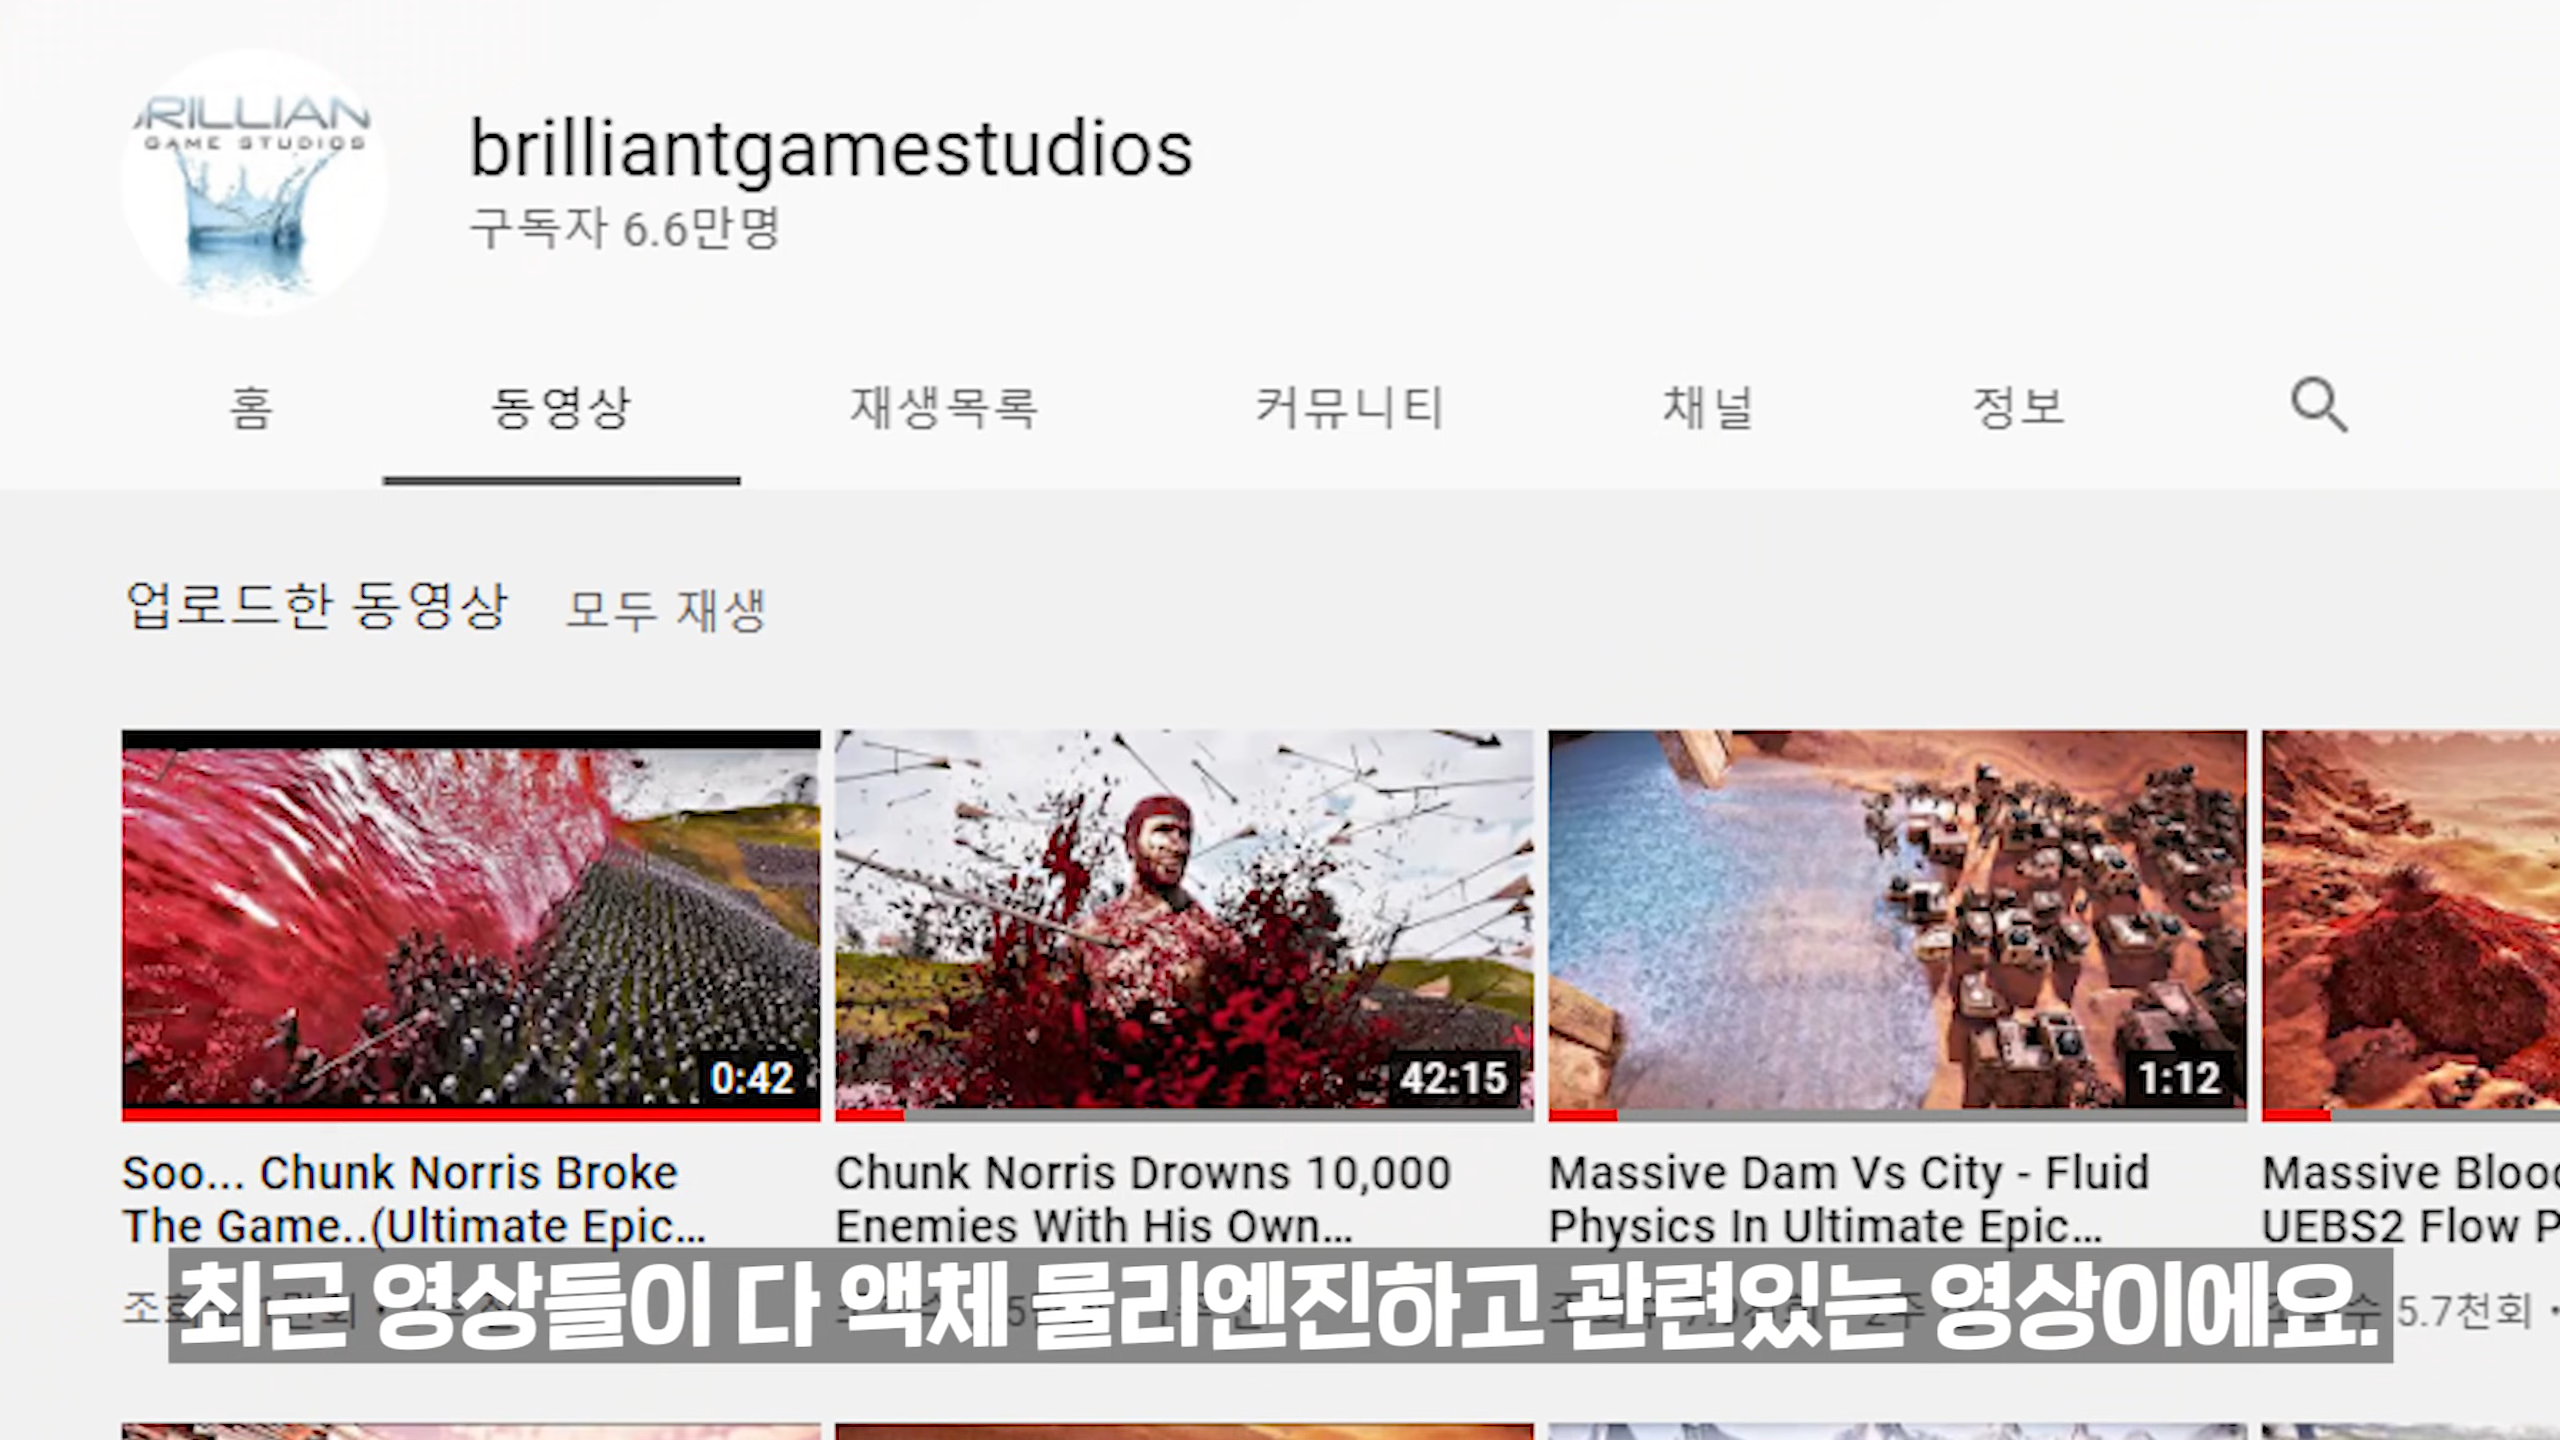 RILLIAN
GAME STUDIOS
brilliantgamestudios
구독자 6.6만명
홈 동영상 재생목록 커뮤니티 채널 정보
업로드한 동영상 모두 재생
0:42 42:15 1:12
Soo... Chunk Norris Broke
The Game..(Ultimate Epic...
Chunk Norris Drowns 10,000
Enemies With His Own...
Massive Dam Vs City - Fluid
Physics In Ultimate Epic...
Massive
UEBS2 Flow
최근 영상들이 다 액체 물리엔진하고 관련있는 영상이에요.
5.7천회 •